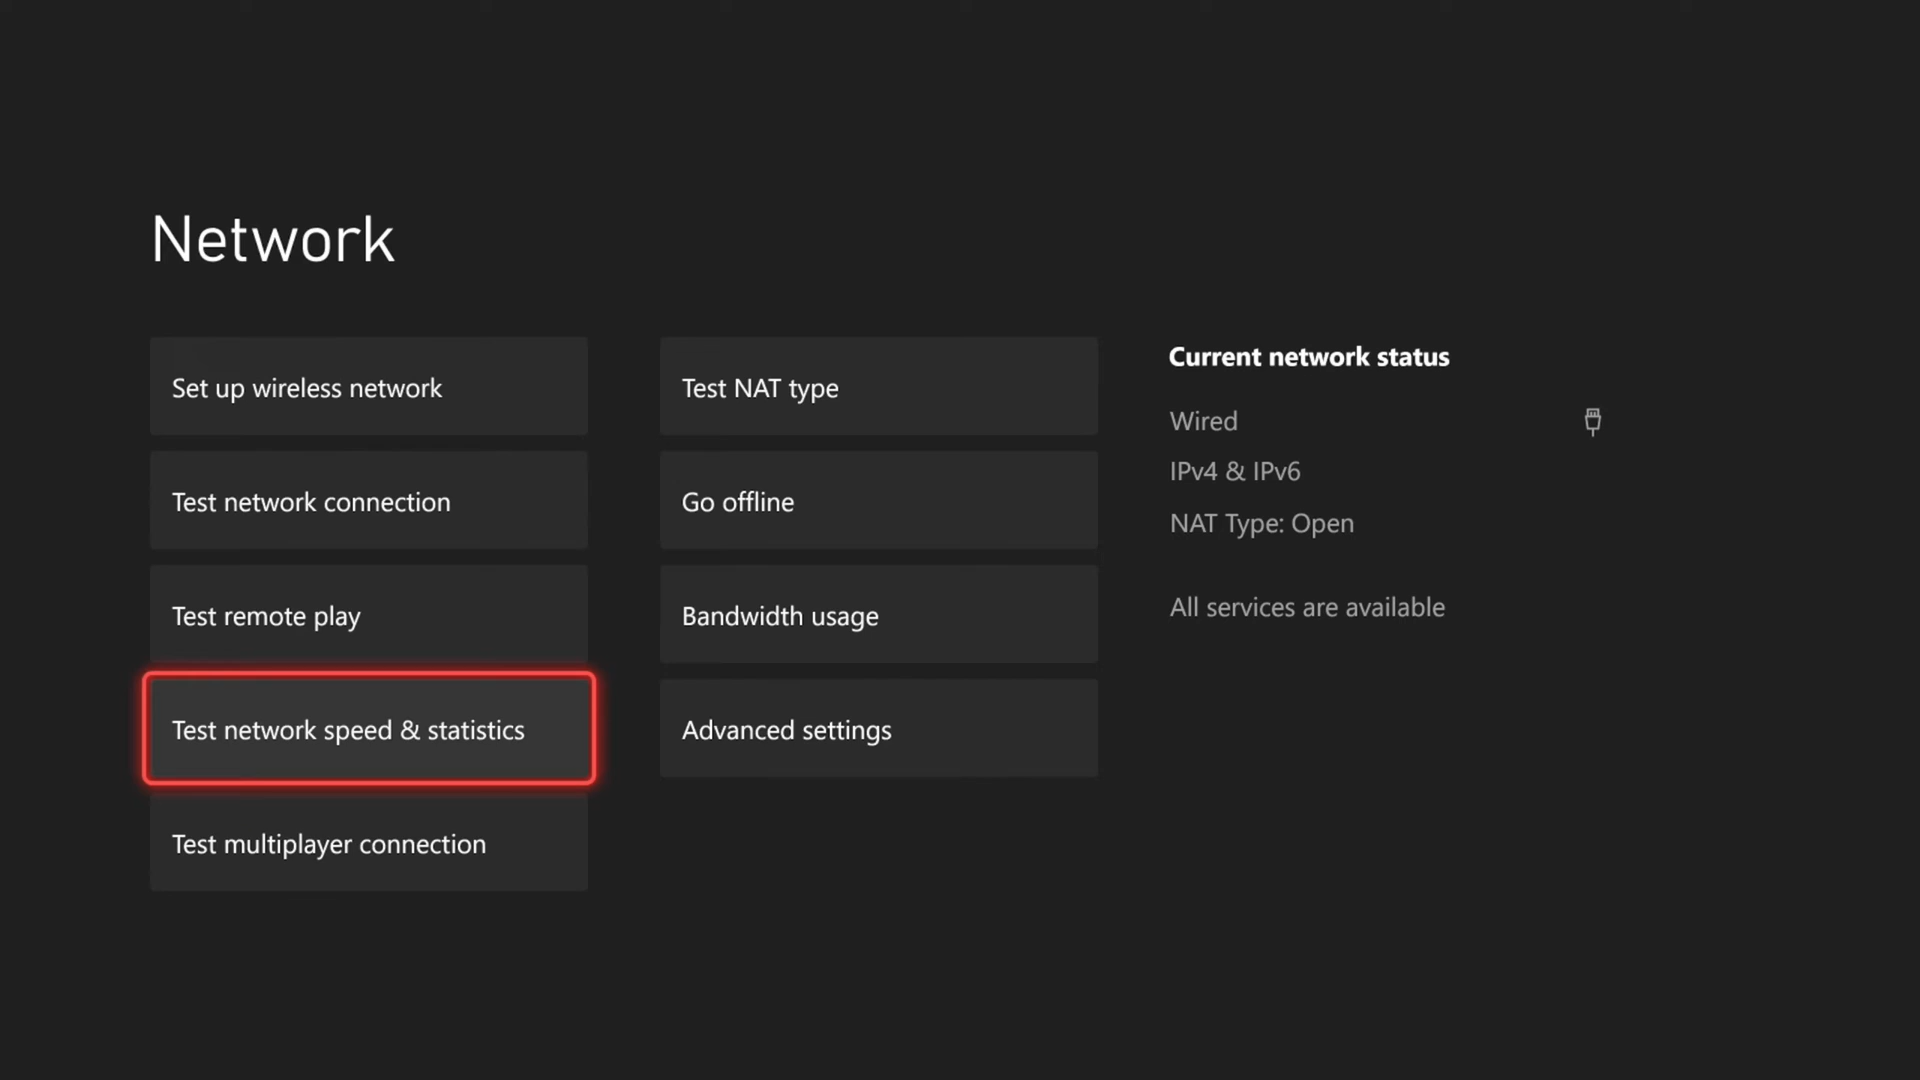 Network
Set up wireless network
Test network connection
Test remote play
Test network speed & statistics
Test multiplayer connection
Test NAT type
Go offline
Bandwidth usage
Advanced settings
Current network status
Wired
IPv4 & IPv6
NAT Type: Open
All services are available